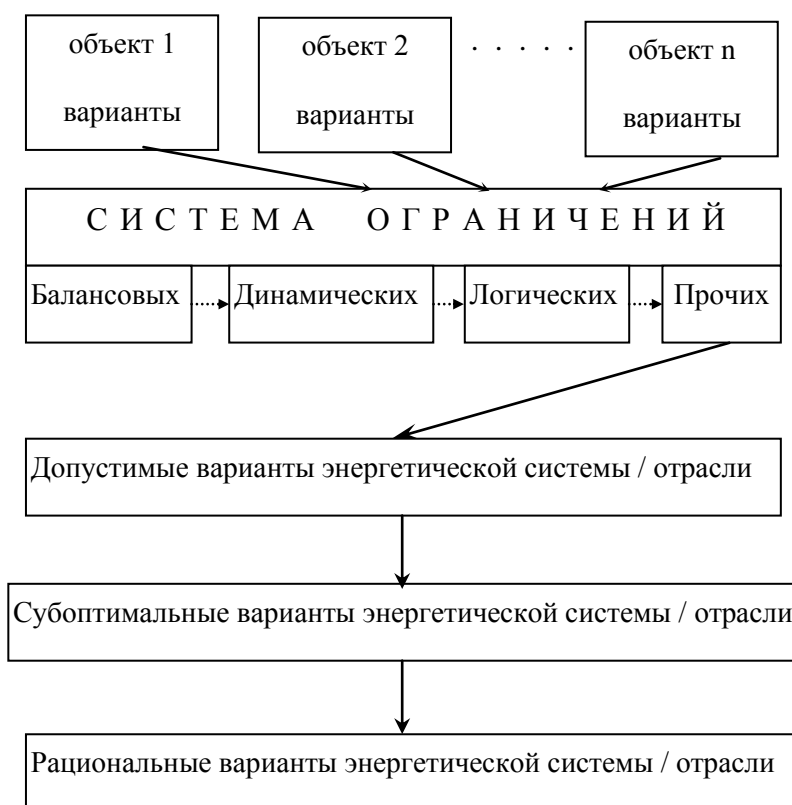 объект 1
варианты
объект 2
варианты
. . . . .
объект n
варианты
С И С Т Е М А О Г Р А Н И Ч Е Н И Й
Балансовых Динамических Логических Прочих
Допустимые варианты энергетической системы / отрасли
Субоптимальные варианты энергетической системы / отрасли
Рациональные варианты энергетической системы / отрасли